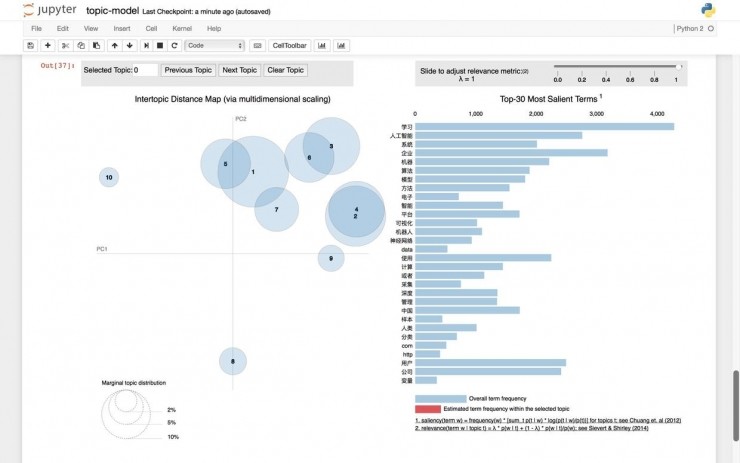 jupyter topic-model Last Checkpoint: a minute ago (autosaved)
File Edit View Insert Cell Kernel Help Python 2
Code CellToolbar
Out[37]:
Selected Topic: 0 Previous Topic Next Topic Clear Topic
Slide to adjust relevance metric:(2)
λ = 1
0.0 0.2 0.4 0.6 0.8 1
Intertopic Distance Map (via multidimensional scaling)
PC2
PC1
5
1
6
3
10
7
4
2
9
8
Marginal topic distribution
2%
5%
10%
Top-30 Most Salient Terms 1
0 1,000 2,000 3,000 4,000
学习
人工智能
系统
企业
机器
算法
模型
方法
电子
智能
平台
可视化
机器人
神经网络
data
使用
计算
或者
采集
深度
管理
中国
样本
人类
分类
com
http
用户
公司
变量
Overall term frequency
Estimated term frequency within the selected topic
1. saliency(term w) = frequency(w) * [sum_t p(t | w) * log(p(t | w)/p(t))] for topics t; see Chuang et. al (2012)
2. relevance(term w | topic t) = λ * p(w | t) + (1 - λ) * p(w | t)/p(w); see Sievert & Shirley (2014)